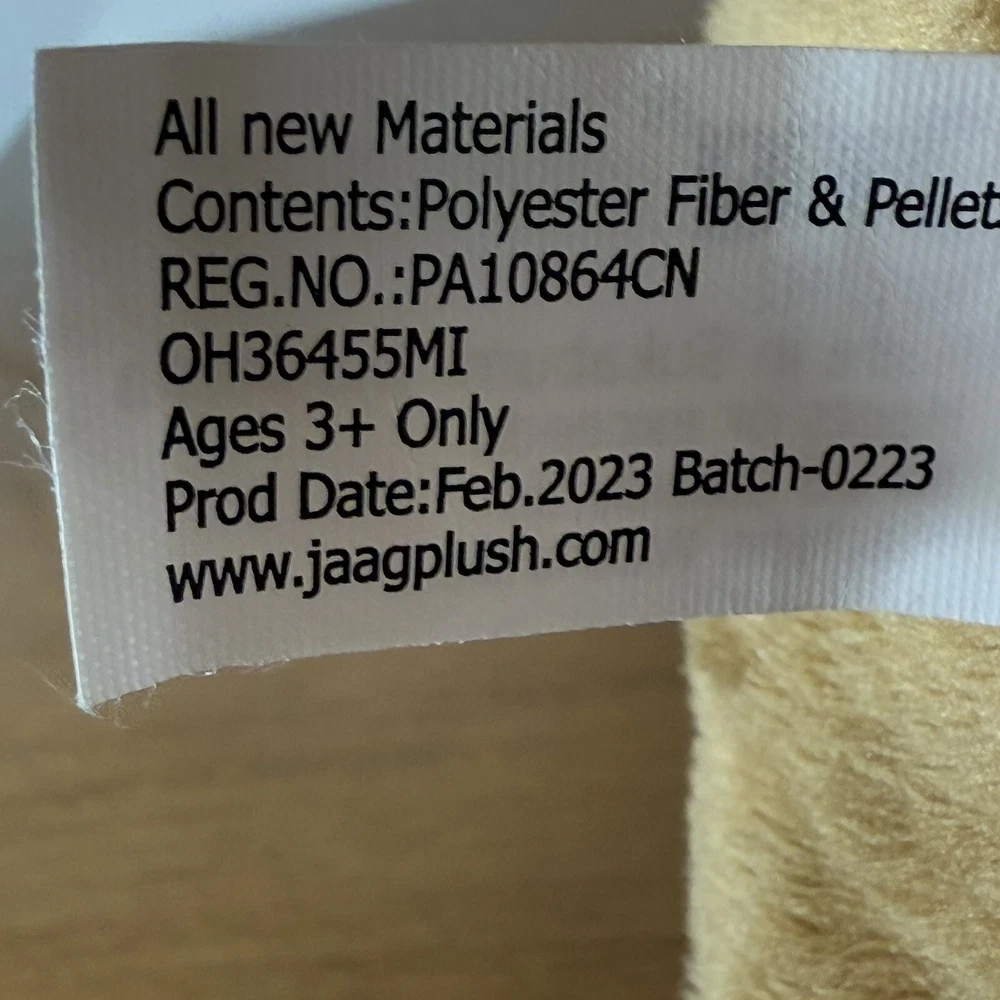 All new Materials
Contents:Polyester Fiber & Pellet
REG.NO.:PA10864CN
OH36455MI
Ages 3+ Only
Prod Date:Feb.2023 Batch-0223
www.jaagplush.com